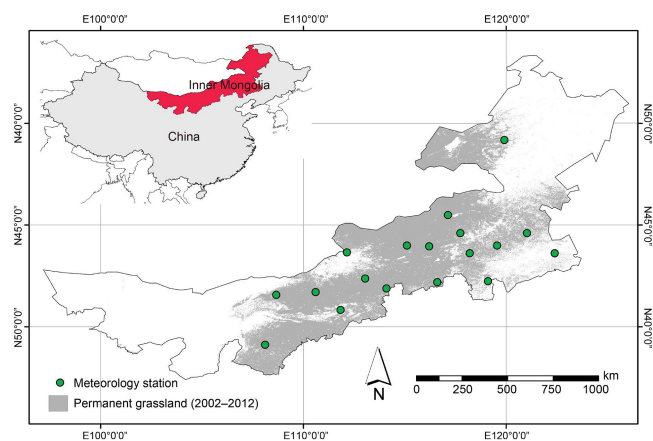 E100°0'0" E110°0'0" E120°0'0"
Inner Mongolia
China
N40°0'0"
N50°0'0"
N45°0'0"
N45°0'0"
N50°0'0"
N40°0'0"
Meteorology station
Permanent grassland (2002–2012)
N
km
0 250 500 750 1000
E100°0'0" E110°0'0" E120°0'0"